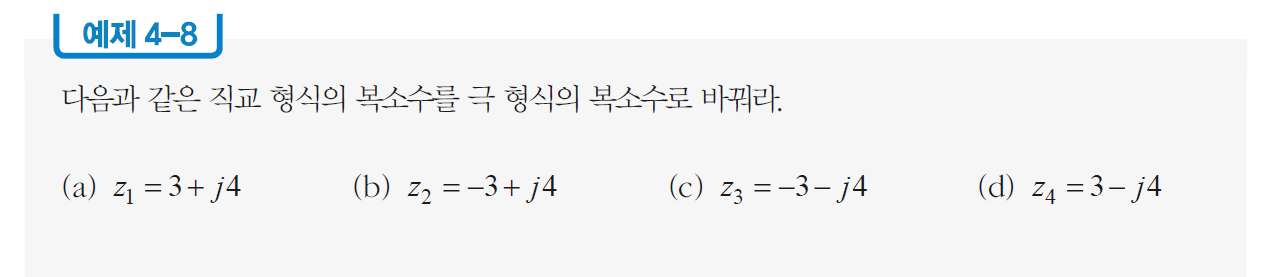 예제 4-8
다음과 같은 직교 형식의 복소수를 극 형식의 복소수로 바꿔라.
(a) z₁ = 3 + j4 (b) z₂ = -3 + j4 (c) z₃ = -3 - j4 (d) z₄ = 3 - j4